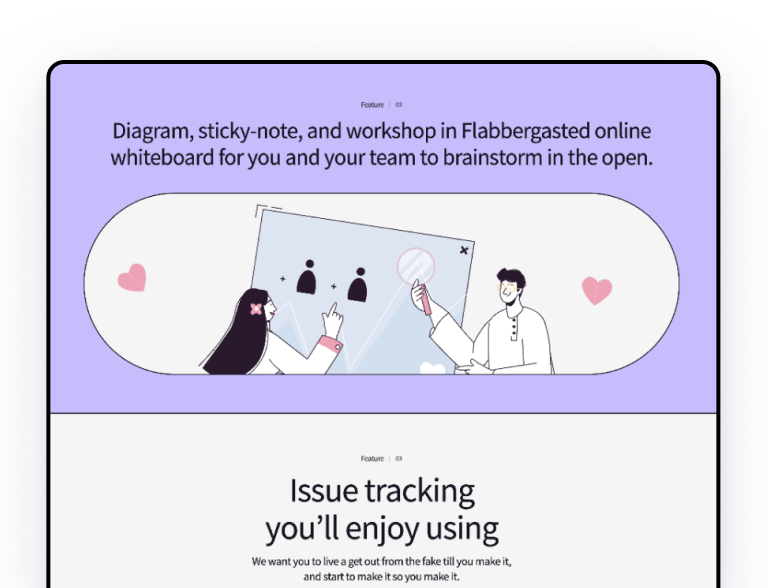 Feature | 03
Diagram, sticky-note, and workshop in Flabbergasted online
whiteboard for you and your team to brainstorm in the open.
Feature | 03
Issue tracking
you’ll enjoy using
We want you to live a get out from the fake till you make it,
and start to make it so you make it.